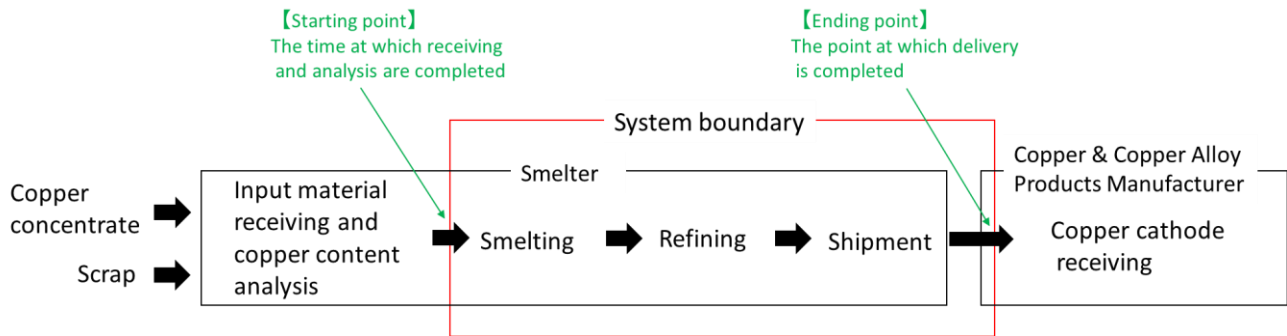 【Starting point】
The time at which receiving
and analysis are completed
【Ending point】
The point at which delivery
is completed
System boundary
Smelter
Copper & Copper Alloy
Products Manufacturer
Copper
concentrate
Scrap
Input material
receiving and
copper content
analysis
Smelting
Refining
Shipment
Copper cathode
receiving